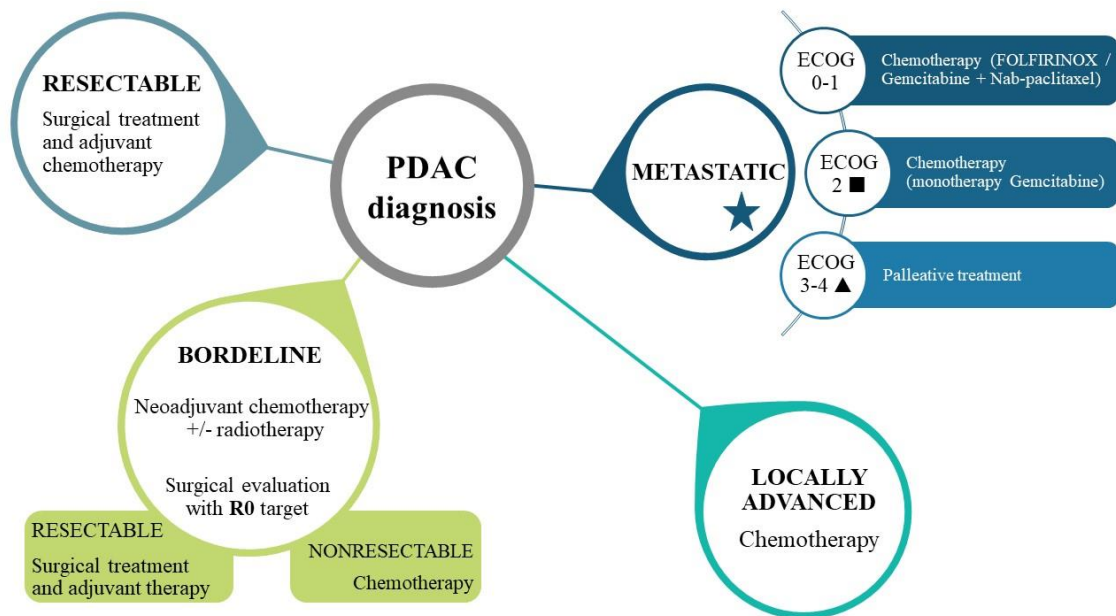 RESECTABLE
Surgical treatment
and adjuvant
chemotherapy
PDAC
diagnosis
METASTATIC
ECOG
0-1
Chemotherapy (FOLFIRINOX /
Gemcitabine + Nab-paclitaxel)
ECOG
2 ■
Chemotherapy
(monotherapy Gemcitabine)
ECOG
3-4 ▲
Palleative treatment
BORDELINE
Neoadjuvant chemotherapy
+/- radiotherapy
Surgical evaluation
with R0 target
RESECTABLE
Surgical treatment
and adjuvant therapy
NONRESECTABLE
Chemotherapy
LOCALLY
ADVANCED
Chemotherapy